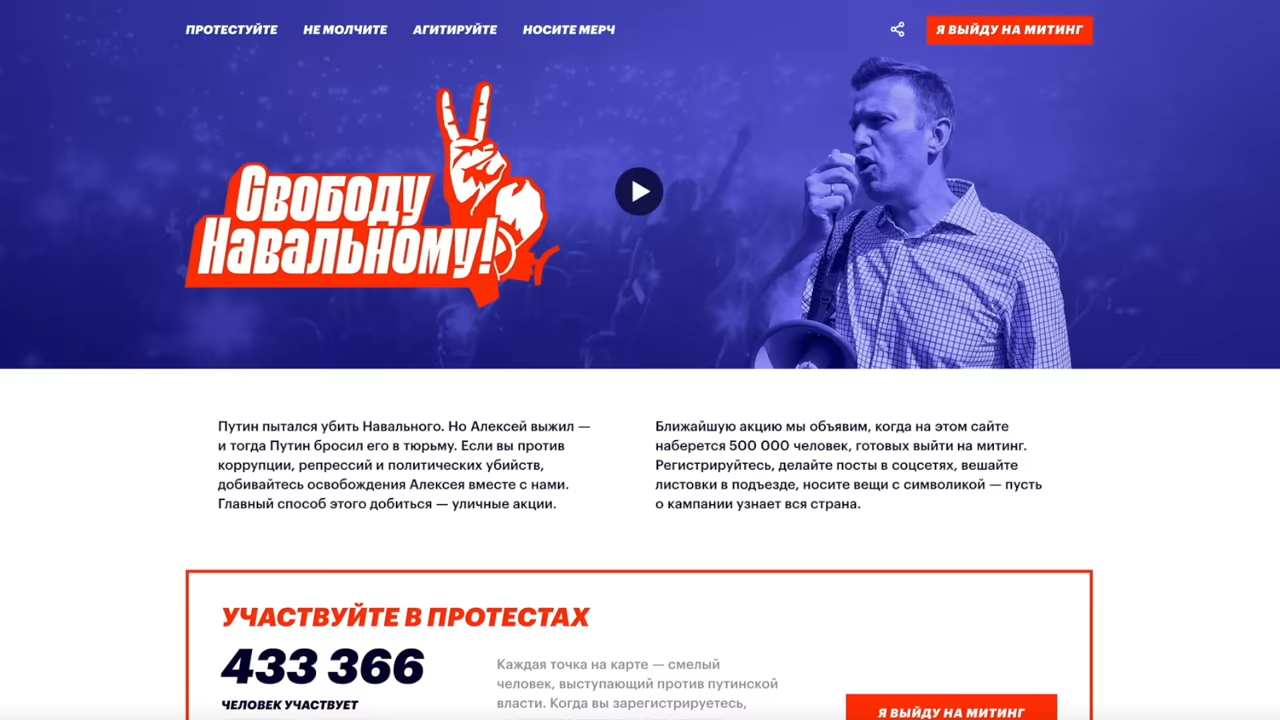 ПРОТЕСТУЙТЕ НЕ МОЛЧИТЕ АГИТИРУЙТЕ НОСИТЕ МЕРЧ Я ВЫЙДУ НА МИТИНГ
Свободу
Навальному!
Путин пытался убить Навального. Но Алексей выжил —
и тогда Путин бросил его в тюрьму. Если вы против
коррупции, репрессий и политических убийств,
добивайтесь освобождения Алексея вместе с нами.
Главный способ этого добиться — уличные акции.
Ближайшую акцию мы объявим, когда на этом сайте
наберется 500 000 человек, готовых выйти на митинг.
Регистрируйтесь, делайте посты в соцсетях, вешайте
листовки в подъезде, носите вещи с символикой — пусть
о кампании узнает вся страна.
УЧАСТВУЙТЕ В ПРОТЕСТАХ
433 366
ЧЕЛОВЕК УЧАСТВУЕТ
Каждая точка на карте — смелый
человек, выступающий против путинской
власти. Когда вы зарегистрируетесь,
Я ВЫЙДУ НА МИТИНГ